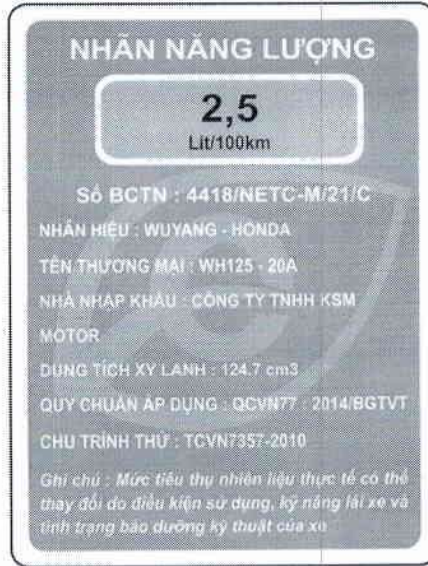 NHÃN NĂNG LƯỢNG
2,5
Lít/100km
Số BCTN : 4418/NETC-M/21/C
NHÃN HIỆU : WUYANG - HONDA
TÊN THƯƠNG MẠI : WH125 - 20A
NHÀ NHẬP KHẨU : CÔNG TY TNHH KSM
MOTOR
DUNG TÍCH XY LANH : 124.7 cm3
QUY CHUẨN ÁP DỤNG : QCVN77 : 2014/BGTVT
CHU TRÌNH THỬ : TCVN7357-2010
Ghi chú : Mức tiêu thụ nhiên liệu thực tế có thể
thay đổi do điều kiện sử dụng, kỹ năng lái xe và
tình trạng bảo dưỡng kỹ thuật của xe